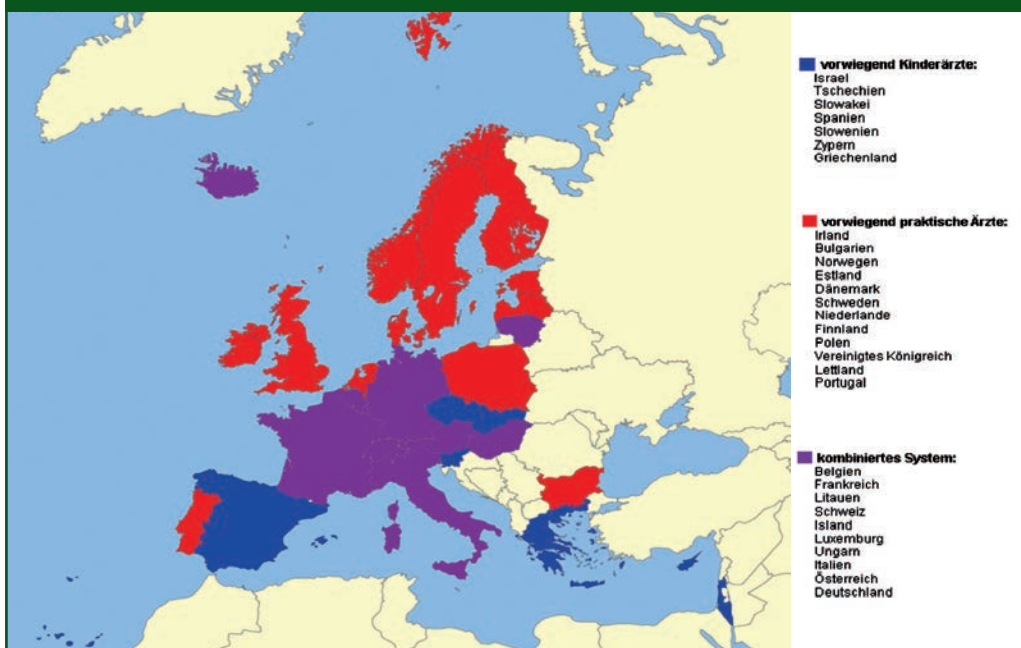 vorwiegend Kinderärzte:
Israel
Tschechien
Slowakei
Spanien
Slowenien
Zypern
Griechenland
vorwiegend praktische Ärzte:
Irland
Bulgarien
Norwegen
Estland
Dänemark
Schweden
Niederlande
Finnland
Polen
Vereinigtes Königreich
Lettland
Portugal
kombiniertes System:
Belgien
Frankreich
Litauen
Schweiz
Island
Luxemburg
Ungarn
Italien
Österreich
Deutschland